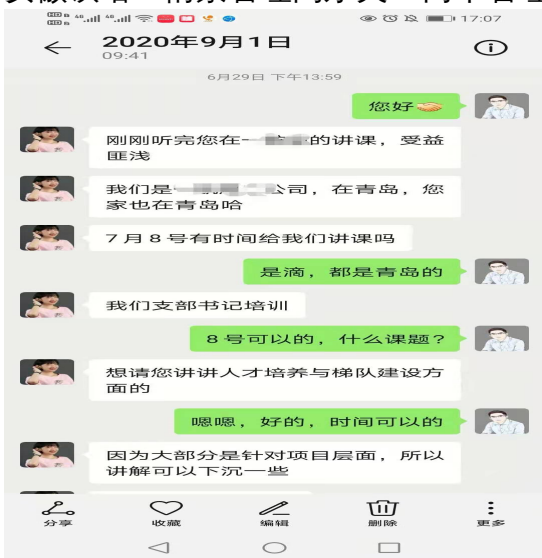 17:07
2020年9月1日
09:41
6月29日 下午13:59
您好
刚刚听完您在一 的讲课，受益
匪浅
我们是 公司，在青岛，您
家也在青岛哈
7月8号有时间给我们讲课吗
是滴，都是青岛的
我们支部书记培训
8号可以的，什么课题？
想请您讲讲人才培养与梯队建设方
面的
嗯嗯，好的，时间可以的
因为大部分是针对项目层面，所以
讲解可以下沉一些
分享
收藏
编辑
删除
更多